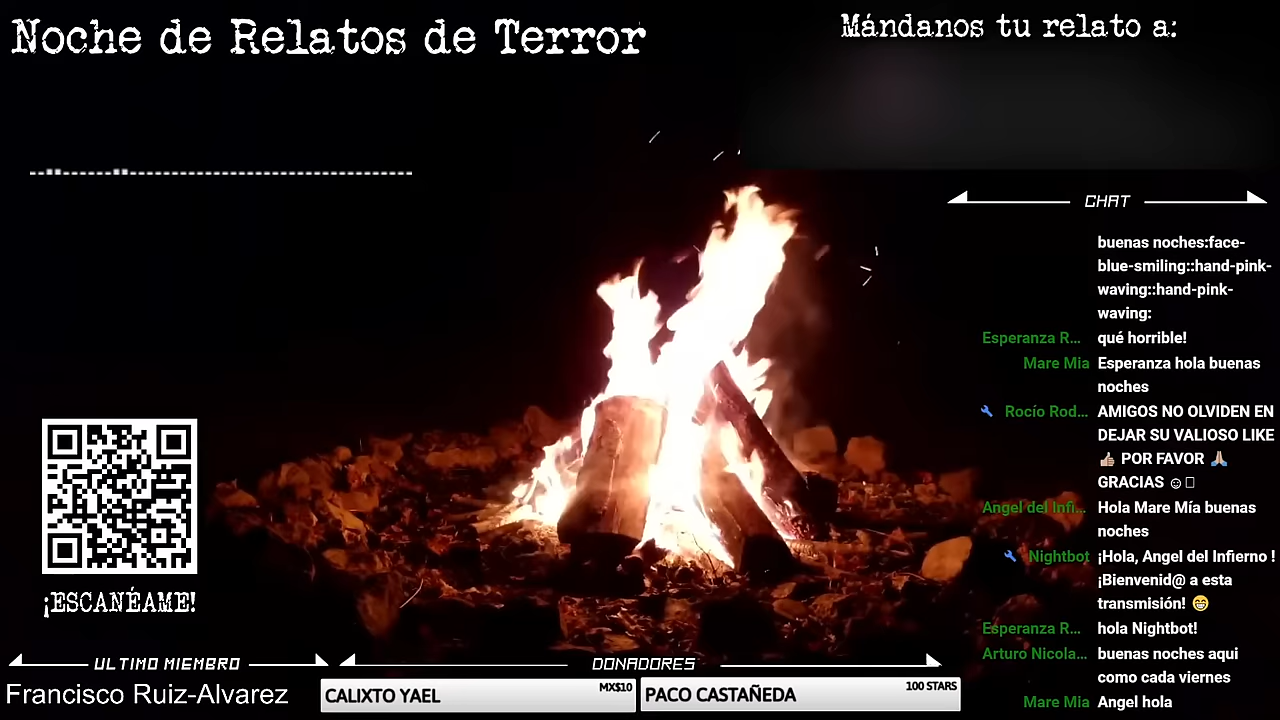 Noche de Relatos de Terror
Mándanos tu relato a:
CHAT
buenas noches:face-
blue-smiling::hand-pink-
waving::hand-pink-
waving:
Esperanza R... qué horrible!
Mare Mia Esperanza hola buenas
noches
Rocío Rod... AMIGOS NO OLVIDEN EN
DEJAR SU VALIOSO LIKE
👍🏼 POR FAVOR 🙏🏼
GRACIAS ☺
Angel del Infi... Hola Mare Mía buenas
noches
Nightbot ¡Hola, Angel del Infierno !
¡Bienvenid@ a esta
transmisión! 😁
Esperanza R... hola Nightbot!
Arturo Nicola... buenas noches aqui
como cada viernes
Mare Mia Angel hola
¡ESCANÉAME!
ULTIMO MIEMBRO
Francisco Ruiz-Alvarez
DONADORES
CALIXTO YAEL MX$10
PACO CASTAÑEDA 100 STARS